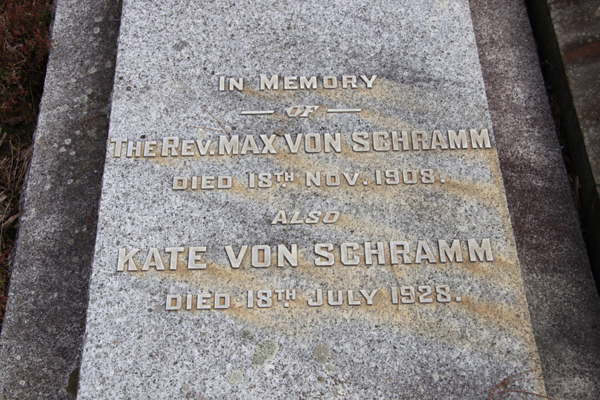 IN MEMORY
— OF —
THE REV. MAX VON SCHRAMM
DIED 18TH NOV. 1908.
ALSO
KATE VON SCHRAMM
DIED 18TH JULY 1928.